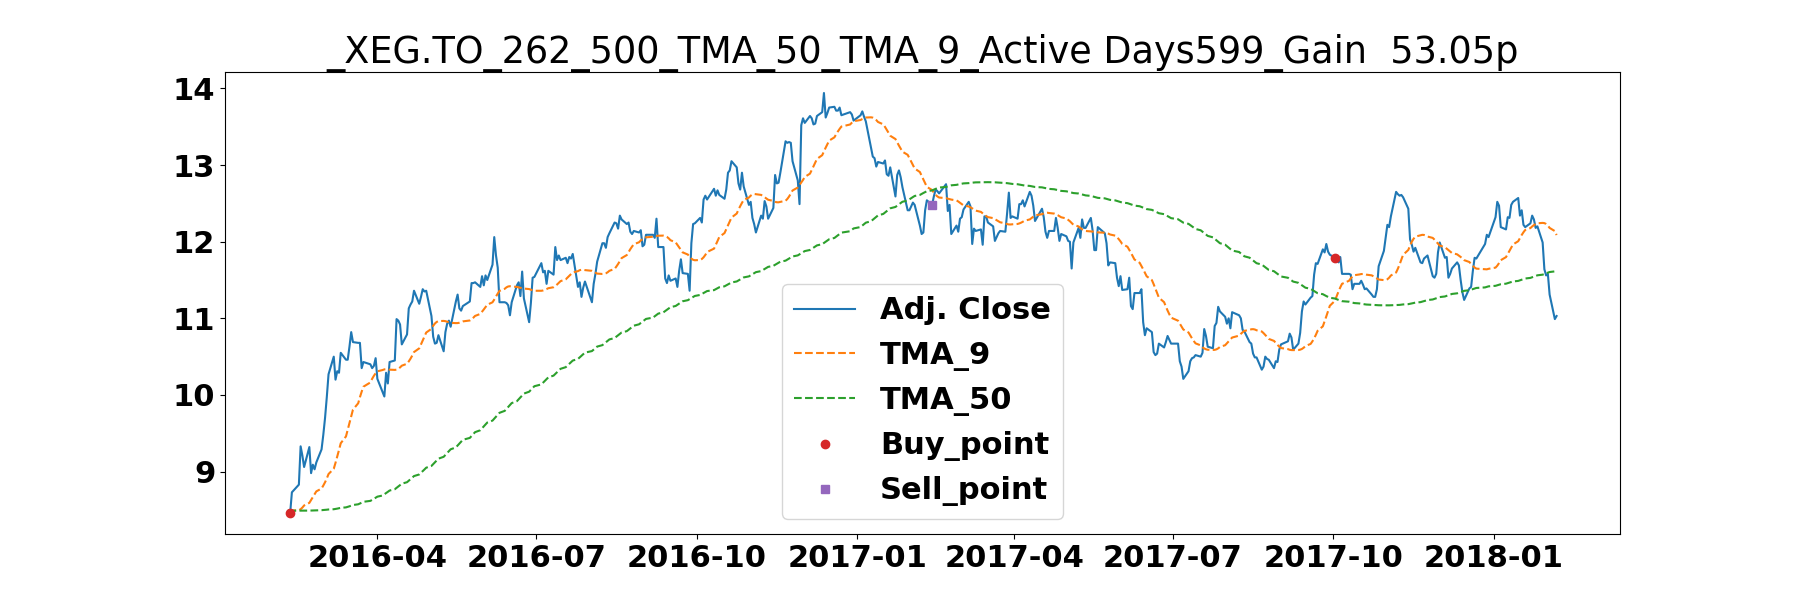 _XEG.TO_262_500_TMA_50_TMA_9_Active Days599_Gain  53.05p
14
13
12
11
10
9
Adj. Close
TMA_9
TMA_50
Buy_point
Sell_point
2016-04 2016-07 2016-10 2017-01 2017-04 2017-07 2017-10 2018-01